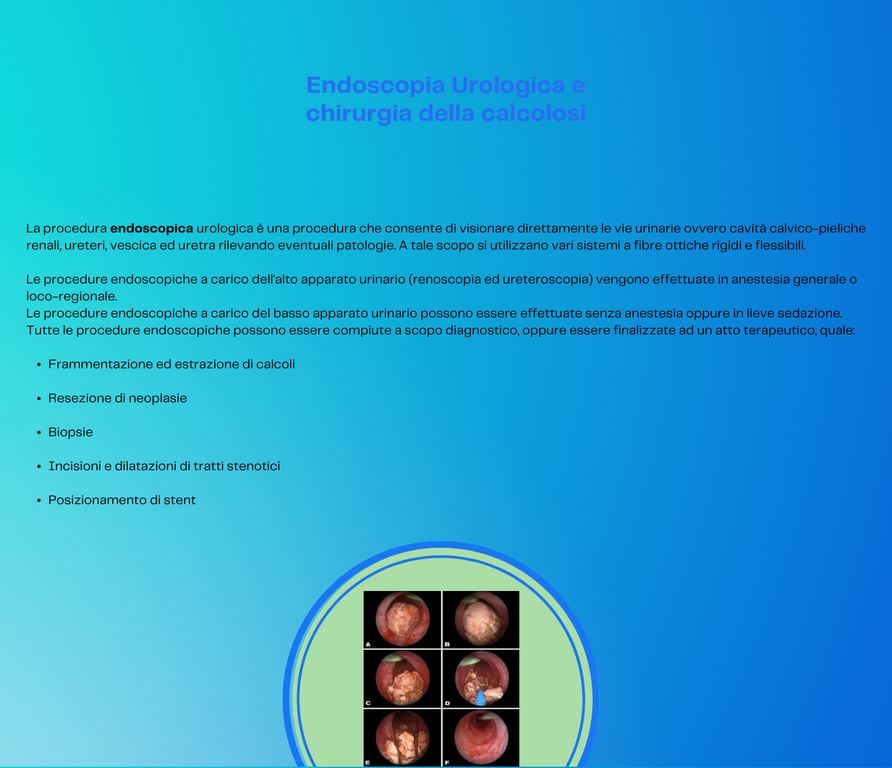 Endoscopia Urologica e
chirurgia della calcolosi
La procedura endoscopica urologica è una procedura che consente di visionare direttamente le vie urinarie ovvero cavità calvico-pieliche
renali, ureteri, vescica ed uretra rilevando eventuali patologie. A tale scopo si utilizzano vari sistemi a fibre ottiche rigidi e flessibili.
Le procedure endoscopiche a carico dell'alto apparato urinario (renoscopia ed ureteroscopia) vengono effettuate in anestesia generale o
loco-regionale.
Le procedure endoscopiche a carico del basso apparato urinario possono essere effettuate senza anestesia oppure in lieve sedazione.
Tutte le procedure endoscopiche possono essere compiute a scopo diagnostico, oppure essere finalizzate ad un atto terapeutico, quale:
• Frammentazione ed estrazione di calcoli
• Resezione di neoplasie
• Biopsie
• Incisioni e dilatazioni di tratti stenotici
• Posizionamento di stent
A B
C D
E F